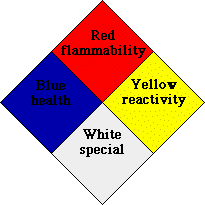 Red
flammability
Blue
health
Yellow
reactivity
White
special